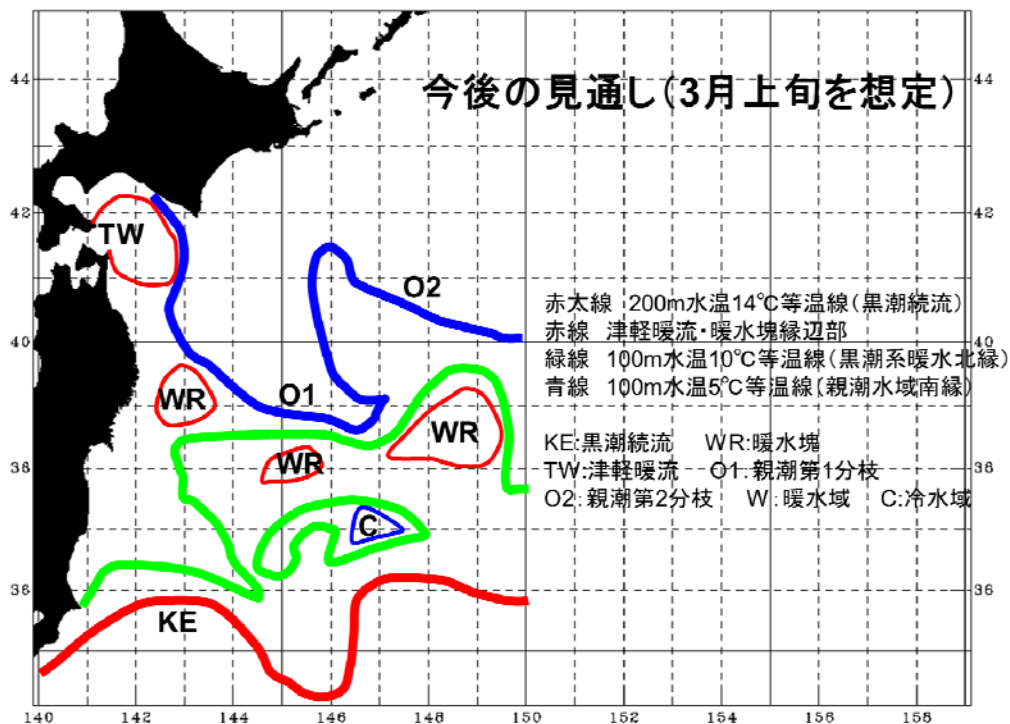 今後の見通し(3月上旬を想定)
44
44
42
42
TW
O2
赤太線 200m水温14℃等温線(黒潮続流)
赤線 津軽暖流・暖水塊縁辺部
40
40
緑線 100m水温10℃等温線(黒潮系暖水北縁)
青線 100m水温5℃等温線(親潮水域南縁)
WR
O1
WR
KE:黒潮続流 WR:暖水塊
38
WR
38
TW:津軽暖流 O1:親潮第1分枝
O2:親潮第2分枝 W:暖水域 C:冷水域
C
36
36
KE
140 142 144 146 148 150 152 154 156 158